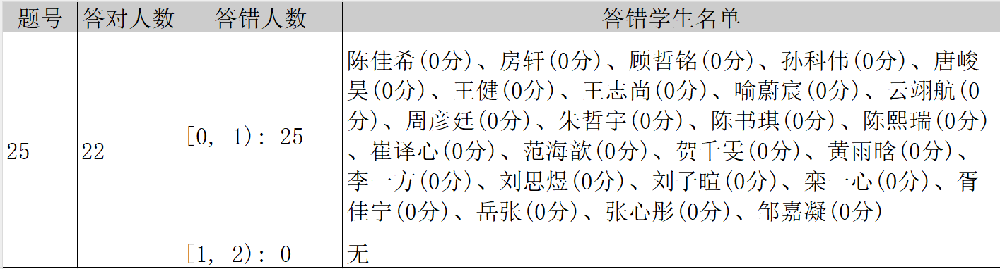 题号 答对人数 答错人数 答错学生名单
陈佳希(0分)、房轩(0分)、顾哲铭(0分)、孙科伟(0分)、唐峻
昊(0分)、王健(0分)、王志尚(0分)、喻蔚宸(0分)、云翊航(0
分)、周彦廷(0分)、朱哲宇(0分)、陈书琪(0分)、陈熙瑞(0分)
25 22 [0, 1): 25 、崔译心(0分)、范海歆(0分)、贺千雯(0分)、黄雨晗(0分)、
李一方(0分)、刘思煜(0分)、刘子暄(0分)、栾一心(0分)、胥
佳宁(0分)、岳张(0分)、张心彤(0分)、邹嘉凝(0分)
[1, 2): 0 无